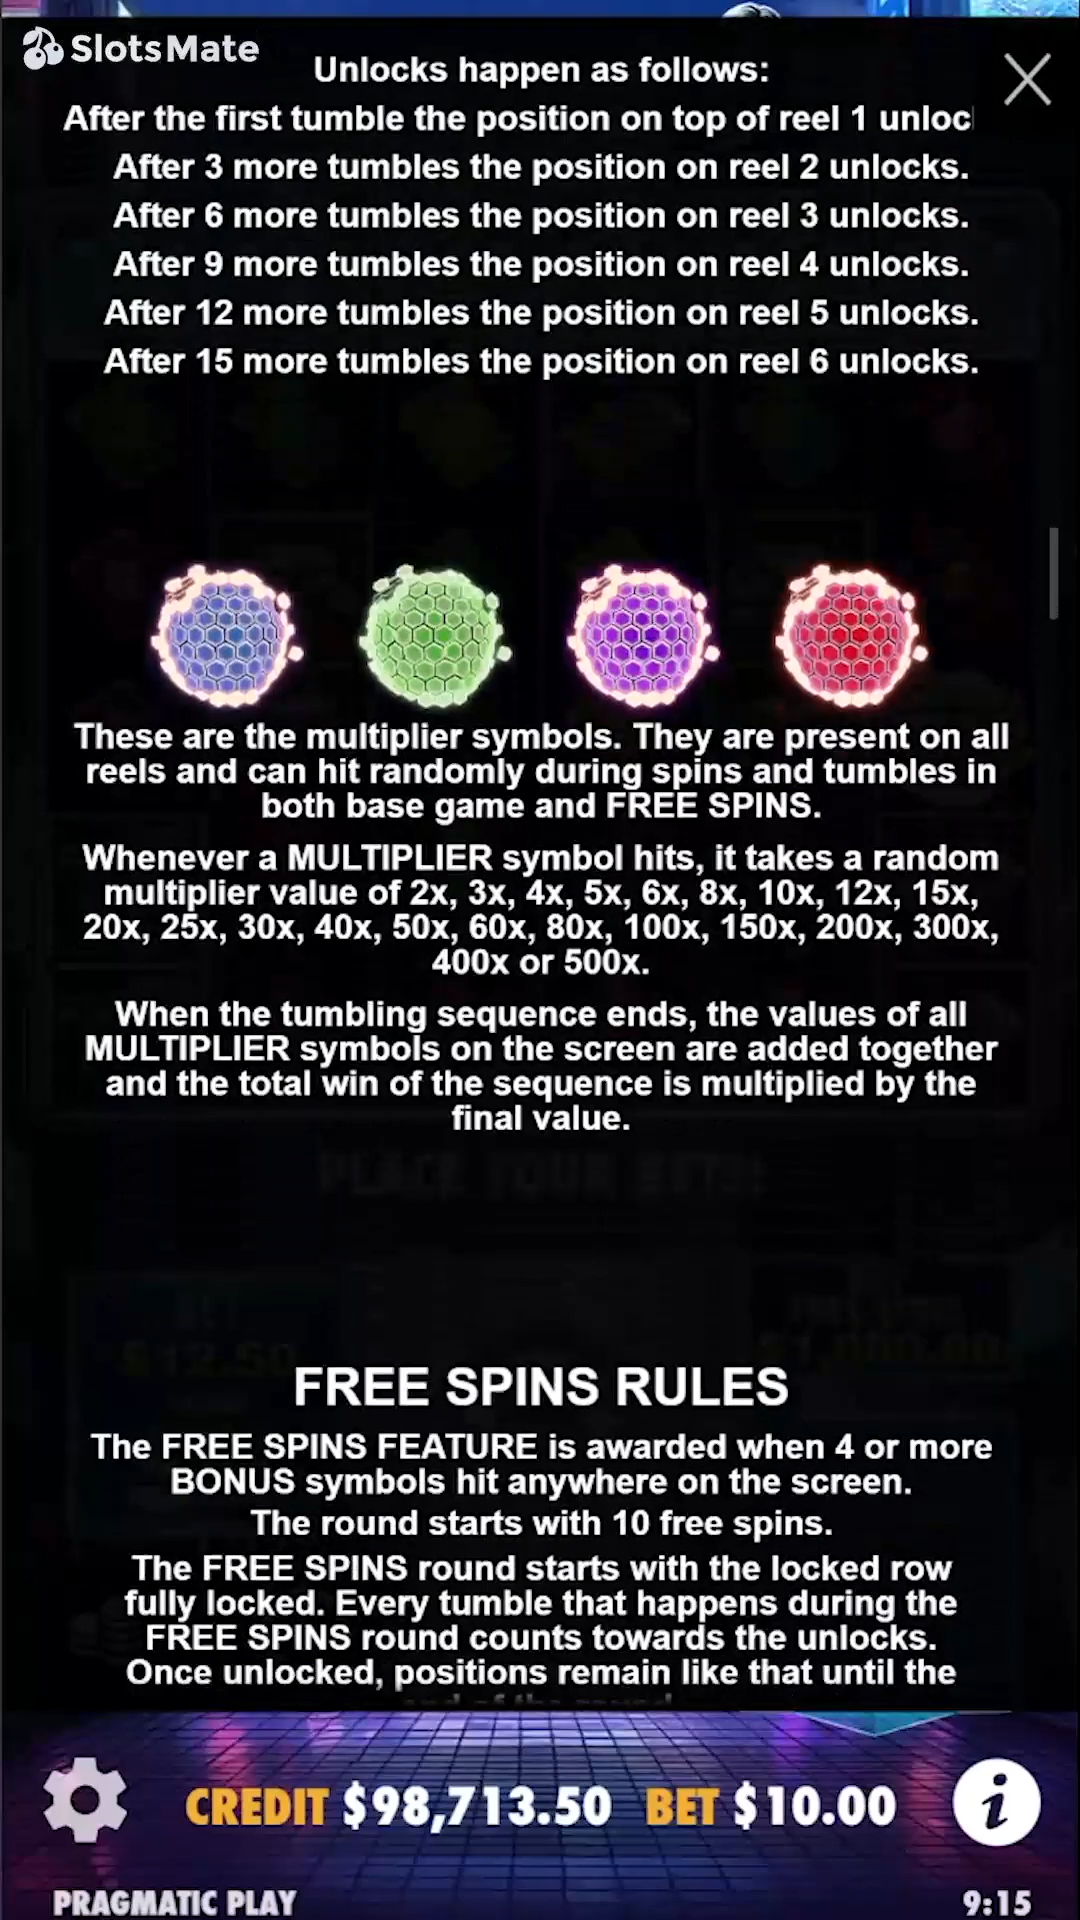 SlotsMate
Unlocks happen as follows:
After the first tumble the position on top of reel 1 unloc
After 3 more tumbles the position on reel 2 unlocks.
After 6 more tumbles the position on reel 3 unlocks.
After 9 more tumbles the position on reel 4 unlocks.
After 12 more tumbles the position on reel 5 unlocks.
After 15 more tumbles the position on reel 6 unlocks.
These are the multiplier symbols. They are present on all
reels and can hit randomly during spins and tumbles in
both base game and FREE SPINS.
Whenever a MULTIPLIER symbol hits, it takes a random
multiplier value of 2x, 3x, 4x, 5x, 6x, 8x, 10x, 12x, 15x,
20x, 25x, 30x, 40x, 50x, 60x, 80x, 100x, 150x, 200x, 300x,
400x or 500x.
When the tumbling sequence ends, the values of all
MULTIPLIER symbols on the screen are added together
and the total win of the sequence is multiplied by the
final value.
PLACE YOUR BETS!
FREE SPINS RULES
The FREE SPINS FEATURE is awarded when 4 or more
BONUS symbols hit anywhere on the screen.
The round starts with 10 free spins.
The FREE SPINS round starts with the locked row
fully locked. Every tumble that happens during the
FREE SPINS round counts towards the unlocks.
Once unlocked, positions remain like that until the
CREDIT $98,713.50 BET $10.00
PRAGMATIC PLAY
9:15